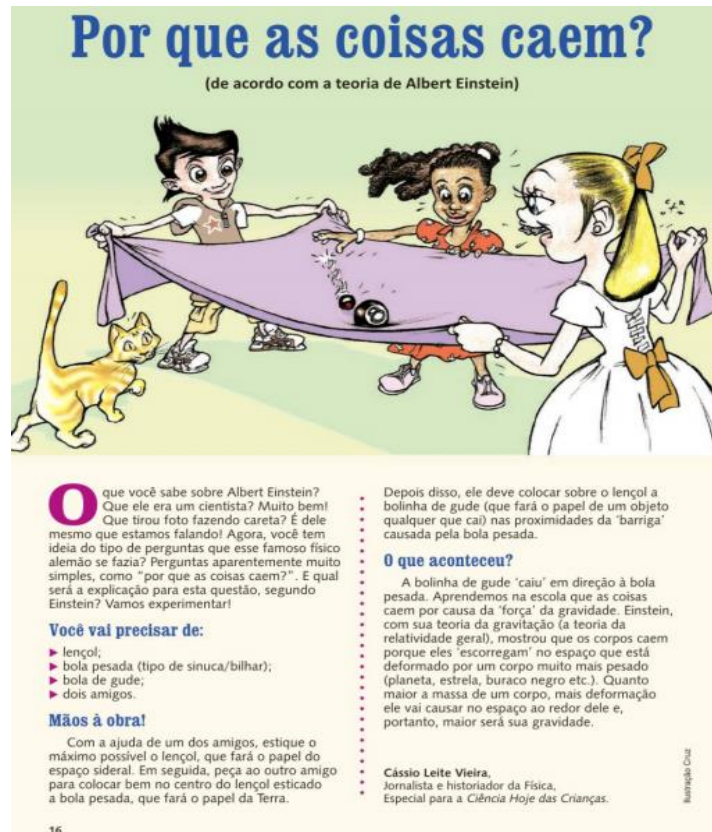 Por que as coisas caem?
(de acordo com a teoria de Albert Einstein)
O que você sabe sobre Albert Einstein?
Que ele era um cientista? Muito bem!
Que tirou foto fazendo careta? É dele
mesmo que estamos falando! Agora, você tem
ideia do tipo de perguntas que esse famoso físico
alemão se fazia? Perguntas aparentemente muito
simples, como “por que as coisas caem?”. E qual
será a explicação para esta questão, segundo
Einstein? Vamos experimentar!
Você vai precisar de:
▶ lençol;
▶ bola pesada (tipo de sinuca/bilhar);
▶ bola de gude;
▶ dois amigos.
Mãos à obra!
Com a ajuda de um dos amigos, estique o
máximo possível o lençol, que fará o papel do
espaço sideral. Em seguida, peça ao outro amigo
para colocar bem no centro do lençol esticado
a bola pesada, que fará o papel da Terra.
16
Depois disso, ele deve colocar sobre o lençol a
bolinha de gude (que fará o papel de um objeto
qualquer que cai) nas proximidades da ‘barriga’
causada pela bola pesada.
O que aconteceu?
A bolinha de gude ‘caiu’ em direção à bola
pesada. Aprendemos na escola que as coisas
caem por causa da ‘força’ da gravidade. Einstein,
com sua teoria da gravitação (a teoria da
relatividade geral), mostrou que os corpos caem
porque eles ‘escorregam’ no espaço que está
deformado por um corpo muito mais pesado
(planeta, estrela, buraco negro etc.). Quanto
maior a massa de um corpo, mais deformação
ele vai causar no espaço ao redor dele e,
portanto, maior será sua gravidade.
Cássio Leite Vieira,
Jornalista e historiador da Física,
Especial para a Ciência Hoje das Crianças.
Ilustração Cruz